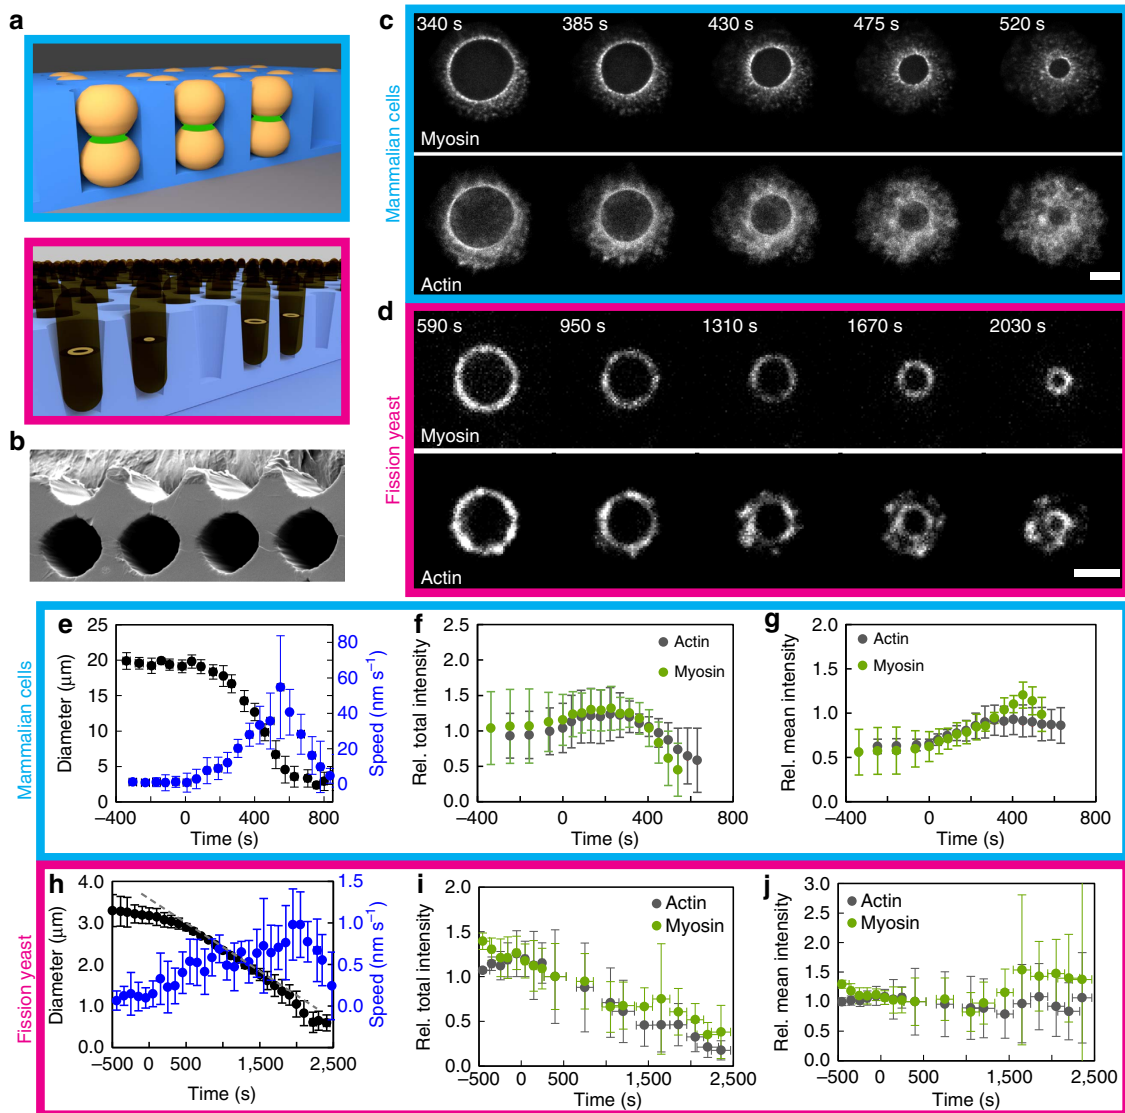 a
b
c
Mammalian cells
340 s 385 s 430 s 475 s 520 s
Myosin
Actin
d
Fission yeast
590 s 950 s 1310 s 1670 s 2030 s
Myosin
Actin
Mammalian cells
e
Diameter (μm)
25
20
15
10
5
0
80
60
40
20
0
Speed (nm s⁻¹)
−400 0 400 800
Time (s)
f
Rel. total intensity
2.5
2.0
1.5
1.0
0.5
0.0
Actin
Myosin
−400 0 400 800
Time (s)
g
Rel. mean intensity
2.0
1.5
1.0
0.5
0.0
Actin
Myosin
−400 0 400 800
Time (s)
Fission yeast
h
Diameter (μm)
4.0
3.0
2.0
1.0
0.0
1.5
1.0
0.5
0.0
Speed (nm s⁻¹)
−500 0 500 1,500 2,500
Time (s)
i
Rel. total intensity
2.0
1.5
1.0
0.5
0.0
Actin
Myosin
−500 0 500 1,500 2,500
Time (s)
j
Rel. mean intensity
3.0
2.5
2.0
1.5
1.0
0.5
0.0
Actin
Myosin
−500 0 500 1,500 2,500
Time (s)